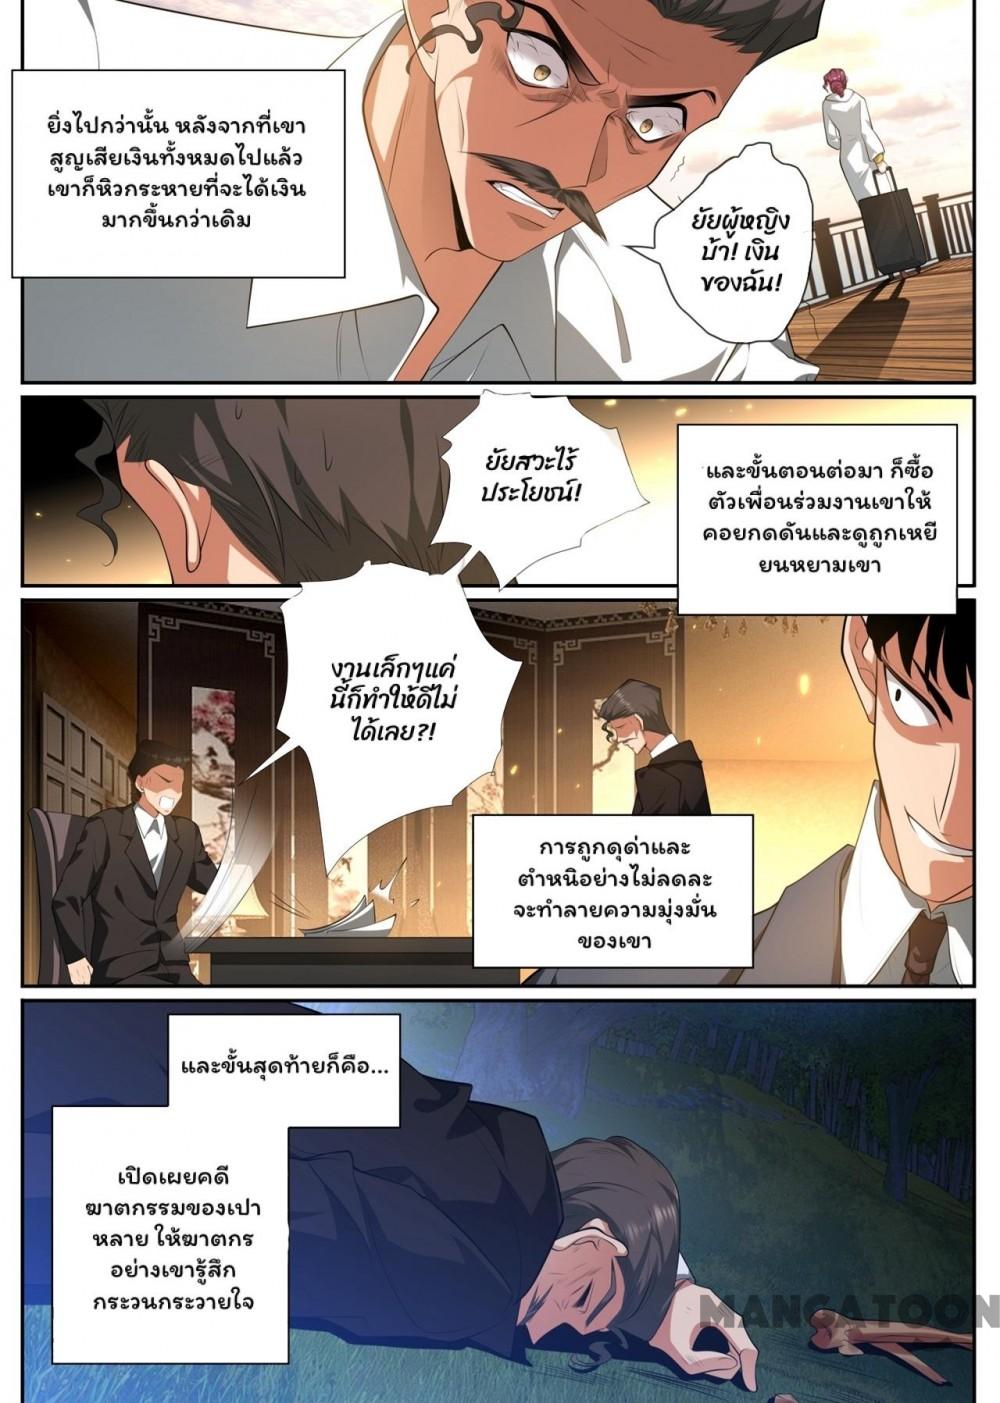 ยิ่งไปกว่านั้น หลังจากที่เขา
สูญเสียเงินทั้งหมดไปแล้ว
เขาก็หิวกระหายที่จะได้เงิน
มากขึ้นกว่าเดิม
ยัยผู้หญิง
บ้า! เงิน
ของฉัน!
ยัยสวะไร้
ประโยชน์!
และขั้นตอนต่อมา ก็ซื้อ
ตัวเพื่อนร่วมงานเขาให้
คอยกดดันและดูถูกเหยี
ยนหยามเขา
งานเล็กๆแค่
นี้ก็ทำให้ดีไม่
ได้เลย?!
การถูกดุด่าและ
ตำหนิอย่างไม่ลดละ
จะทำลายความมุ่งมั่น
ของเขา
และขั้นสุดท้ายก็คือ...
เปิดเผยคดี
ฆาตกรรมของเปา
หลาย ให้ฆาตกร
อย่างเขารู้สึก
กระวนกระวายใจ
MANGATOON